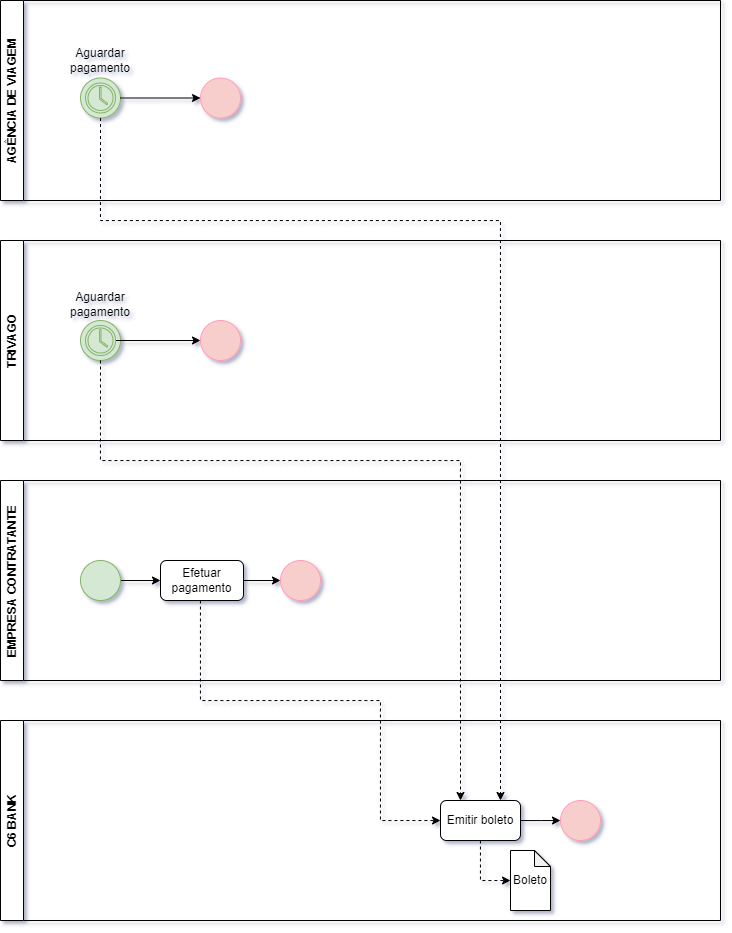 AGÊNCIA DE VIAGEM
Aguardar
pagamento
TRIVAGO
Aguardar
pagamento
EMPRESA CONTRATANTE
Efetuar
pagamento
C6 BANK
Emitir boleto
Boleto